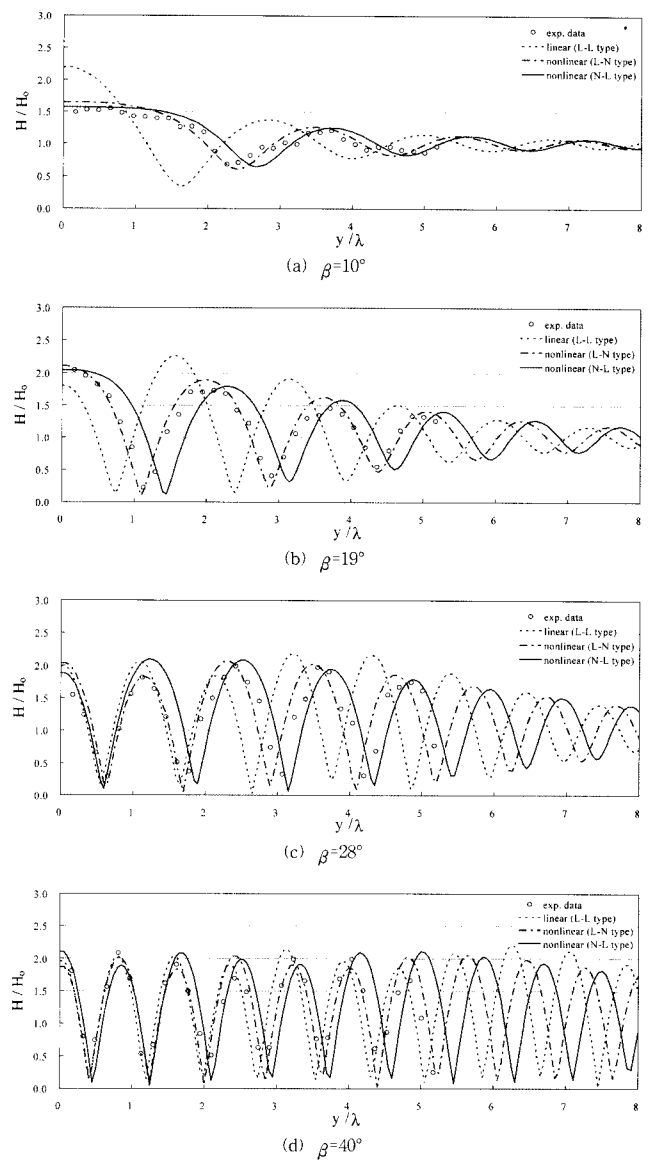 3.0
2.5
2.0
1.5
1.0
0.5
0.0
H / H₀
exp. data
linear (L-L type)
nonlinear (L-N type)
nonlinear (N-L type)
0 1 2 3 4 5 6 7 8
y/λ
(a) β=10°
3.0
2.5
2.0
1.5
1.0
0.5
0.0
H / H₀
exp. data
linear (L-L type)
nonlinear (L-N type)
nonlinear (N-L type)
0 1 2 3 4 5 6 7 8
y/λ
(b) β=19°
3.0
2.5
2.0
1.5
1.0
0.5
0.0
H / H₀
exp. data
linear (L-L type)
nonlinear (L-N type)
nonlinear (N-L type)
0 1 2 3 4 5 6 7 8
y/λ
(c) β=28°
3.0
2.5
2.0
1.5
1.0
0.5
0.0
H / H₀
exp. data
linear (L-L type)
nonlinear (L-N type)
nonlinear (N-L type)
0 1 2 3 4 5 6 7 8
y/λ
(d) β=40°